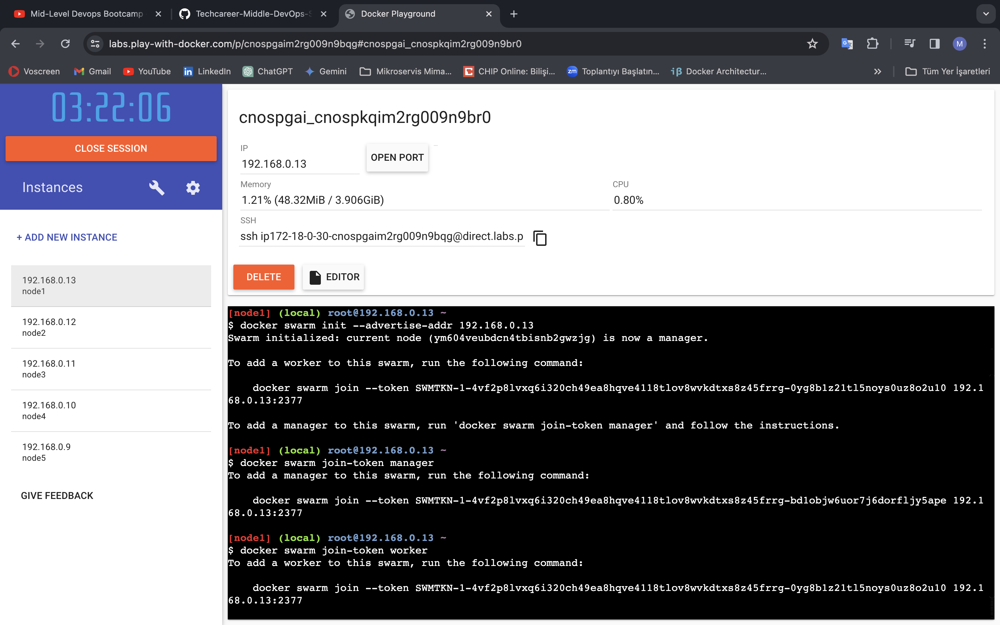 Mid-Level Devops Bootcamp
Techcareer-Middle-DevOps-S
Docker Playground
labs.play-with-docker.com/p/cnospgaim2rg009n9bqg#cnospgai_cnospkqim2rg009n9br0
M
Voscreen
Gmail
YouTube
LinkedIn
ChatGPT
Gemini
Mikroservis Mima...
CHIP Online: Bilişi...
zm
Toplantıyı Başlatın...
Docker Architectur...
Tüm Yer İşaretleri
03:22:06
CLOSE SESSION
Instances
+ ADD NEW INSTANCE
192.168.0.13
node1
192.168.0.12
node2
192.168.0.11
node3
192.168.0.10
node4
192.168.0.9
node5
GIVE FEEDBACK
cnospgai_cnospkqim2rg009n9br0
IP
192.168.0.13
OPEN PORT
Memory
1.21% (48.32MiB / 3.906GiB)
CPU
0.80%
SSH
ssh ip172-18-0-30-cnospgaim2rg009n9bqg@direct.labs.p
DELETE
EDITOR
[node1] (local) root@192.168.0.13 ~
$ docker swarm init --advertise-addr 192.168.0.13
Swarm initialized: current node (ym604veubdcn4tbisnb2gwzjg) is now a manager.
To add a worker to this swarm, run the following command:
docker swarm join --token SWMTKN-1-4vf2p8lvxq6i320ch49ea8hqve4118tlov8wvkdtxs8z45frrg-0yg8b1z21tl5noys0uz8o2u10 192.1
68.0.13:2377
To add a manager to this swarm, run 'docker swarm join-token manager' and follow the instructions.
[node1] (local) root@192.168.0.13 ~
$ docker swarm join-token manager
To add a manager to this swarm, run the following command:
docker swarm join --token SWMTKN-1-4vf2p8lvxq6i320ch49ea8hqve4118tlov8wvkdtxs8z45frrg-bd1objw6uor7j6dorfljy5ape 192.1
68.0.13:2377
[node1] (local) root@192.168.0.13 ~
$ docker swarm join-token worker
To add a worker to this swarm, run the following command:
docker swarm join --token SWMTKN-1-4vf2p8lvxq6i320ch49ea8hqve4118tlov8wvkdtxs8z45frrg-0yg8b1z21tl5noys0uz8o2u10 192.1
68.0.13:2377